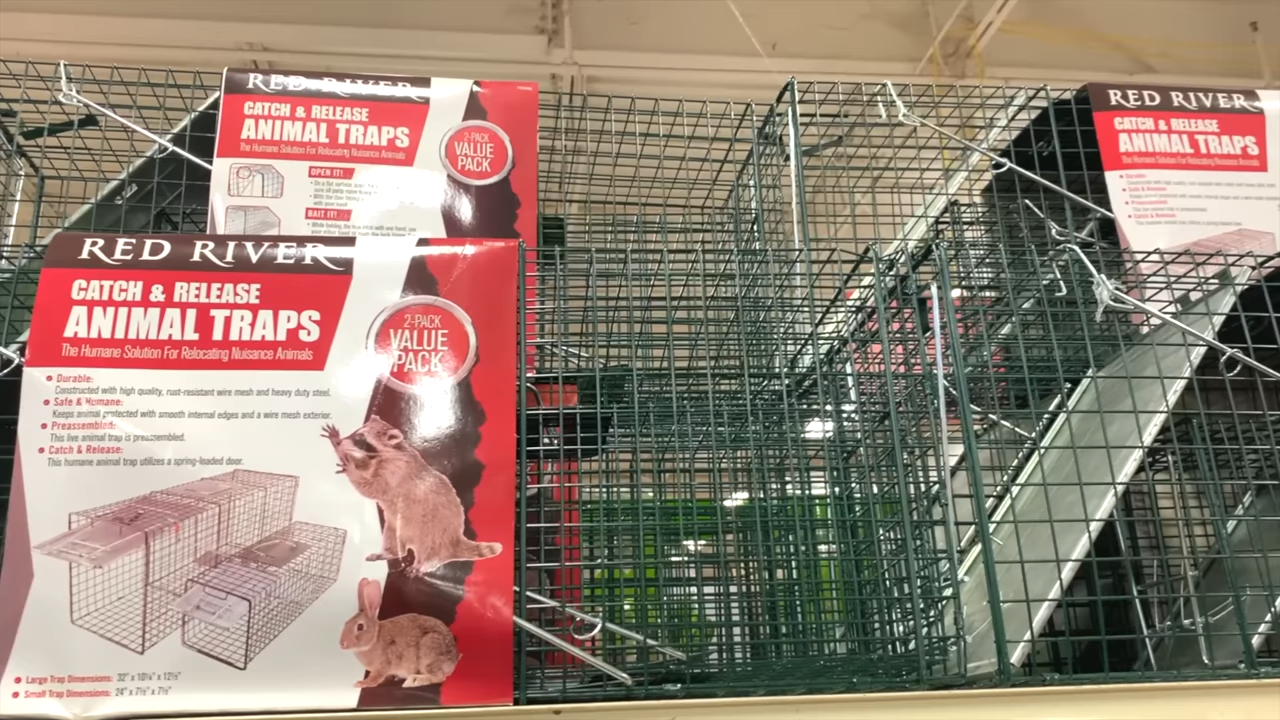 RED RIVER
CATCH & RELEASE
ANIMAL TRAPS
The Humane Solution For Relocating Nuisance Animals
2-PACK
VALUE
PACK
OPEN IT!
BAIT IT!
RED RIVER
CATCH & RELEASE
ANIMAL TRAPS
The Humane Solution For Relocating Nuisance Animals
2-PACK
VALUE
PACK
Durable:
Constructed with high quality, rust-resistant wire mesh and heavy duty steel.
Safe & Humane:
Keeps animal protected with smooth internal edges and a wire mesh exterior.
Preassembled:
This live animal trap is preassembled.
Catch & Release:
This humane animal trap utilizes a spring-loaded door.
Large Trap Dimensions: 32" x 10¼" x 12½"
Small Trap Dimensions: 24" x 7½" x 7½"
RED RIVER
CATCH & RELEASE
ANIMAL TRAPS
The Humane Solution For Relocating Nuisance Animals
Durable:
Safe & Humane:
Preassembled:
Catch & Release: